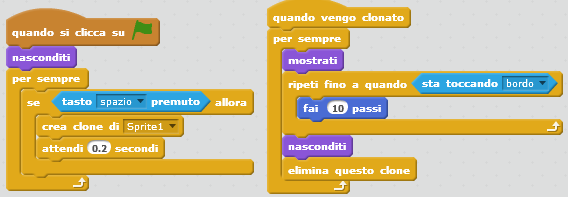 quando si clicca su
nasconditi
per sempre
se tasto spazio premuto allora
crea clone di Sprite1
attendi 0.2 secondi
quando vengo clonato
per sempre
mostrati
ripeti fino a quando sta toccando bordo
fai 10 passi
nasconditi
elimina questo clone